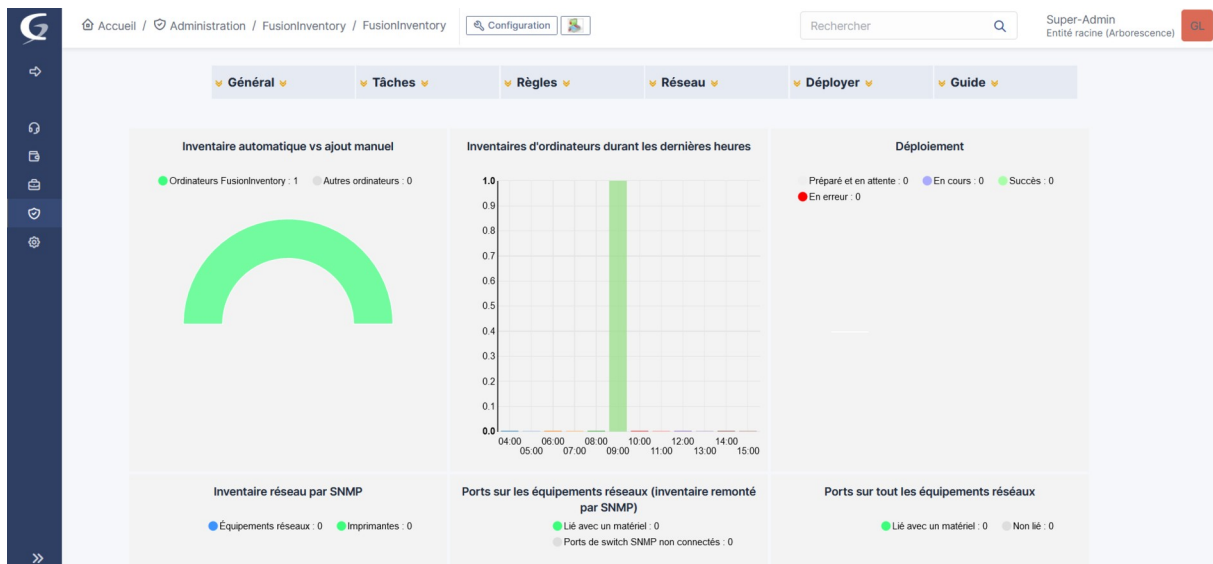 Accueil / Administration / FusionInventory / FusionInventory
Configuration
Rechercher
Super-Admin
Entité racine (Arborescence)
GL
Général
Tâches
Règles
Réseau
Déployer
Guide
Inventaire automatique vs ajout manuel
Ordinateurs FusionInventory : 1 Autres ordinateurs : 0
Inventaires d'ordinateurs durant les dernières heures
1.0
0.9
0.8
0.7
0.6
0.5
0.4
0.3
0.2
0.1
0.0
04:00 06:00 08:00 10:00 12:00 14:00
05:00 07:00 09:00 11:00 13:00 15:00
Déploiement
Préparé et en attente : 0 En cours : 0 Succès : 0
En erreur : 0
Inventaire réseau par SNMP
Équipements réseaux : 0 Imprimantes : 0
Ports sur les équipements réseaux (inventaire remonté
par SNMP)
Lié avec un matériel : 0
Ports de switch SNMP non connectés : 0
Ports sur tout les équipements réséaux
Lié avec un matériel : 0 Non lié : 0